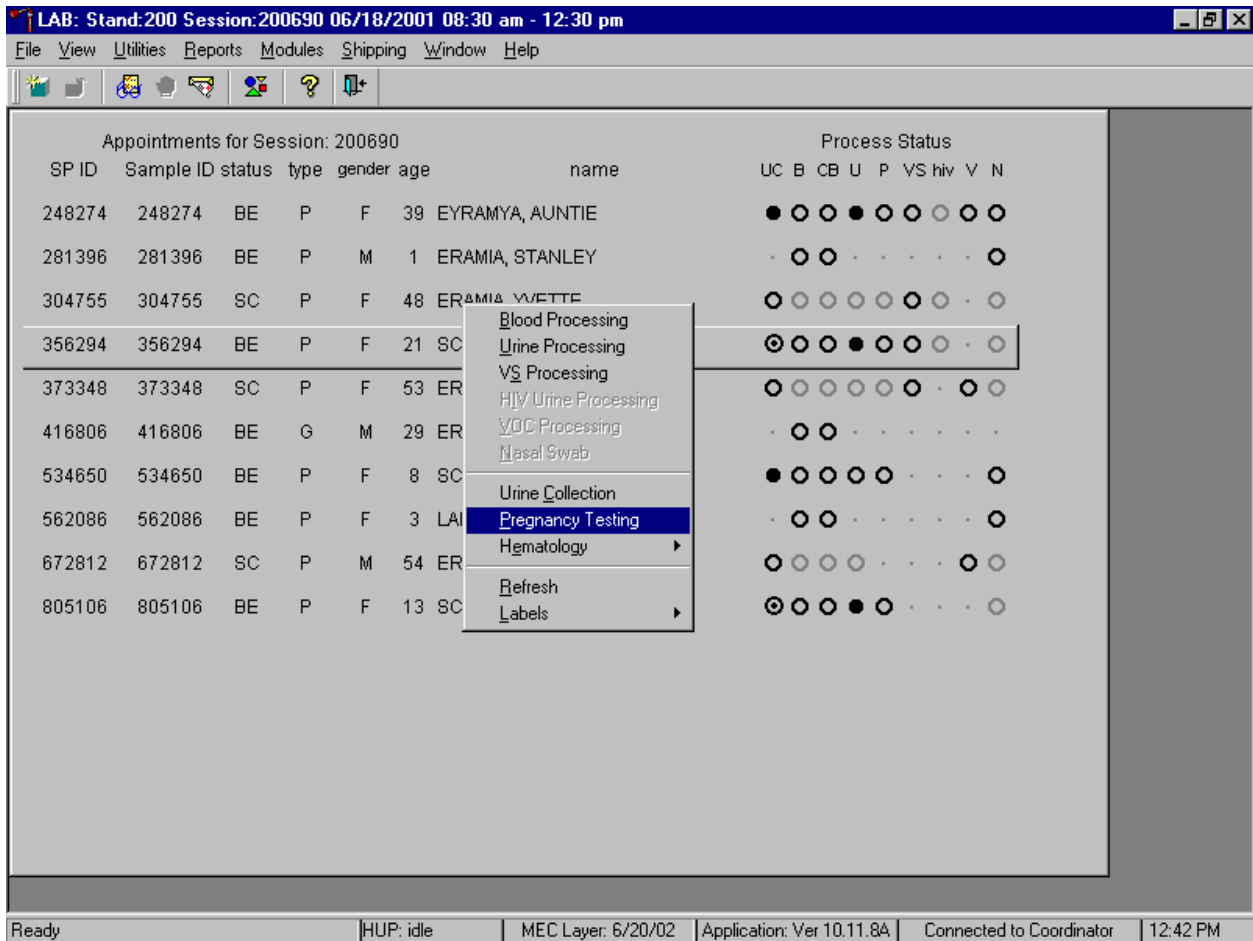 LAB: Stand:200 Session:200690 06/18/2001 08:30 am - 12:30 pm
File View Utilities Reports Modules Shipping Window Help
Appointments for Session: 200690 Process Status
SP ID Sample ID status type gender age name UC B CB U P VS hiv V N
248274 248274 BE P F 39 EYRAMYA, AUNTIE
281396 281396 BE P M 1 ERAMIA, STANLEY
304755 304755 SC P F 48 ERAMIA, YVETTE
356294 356294 BE P F 21 SC
373348 373348 SC P F 53 ER
416806 416806 BE G M 29 ER
534650 534650 BE P F 8 SC
562086 562086 BE P F 3
672812 672812 SC P M 54 ER
805106 805106 BE P F 13 SC
Blood Processing
Urine Processing
VS Processing
HIV Urine Processing
VOC Processing
Nasal Swab
Urine Collection
Pregnancy Testing
Hematology
Refresh
Labels
Ready HUP: idle MEC Layer: 6/20/02 Application: Ver 10.11.8A Connected to Coordinator 12:42 PM